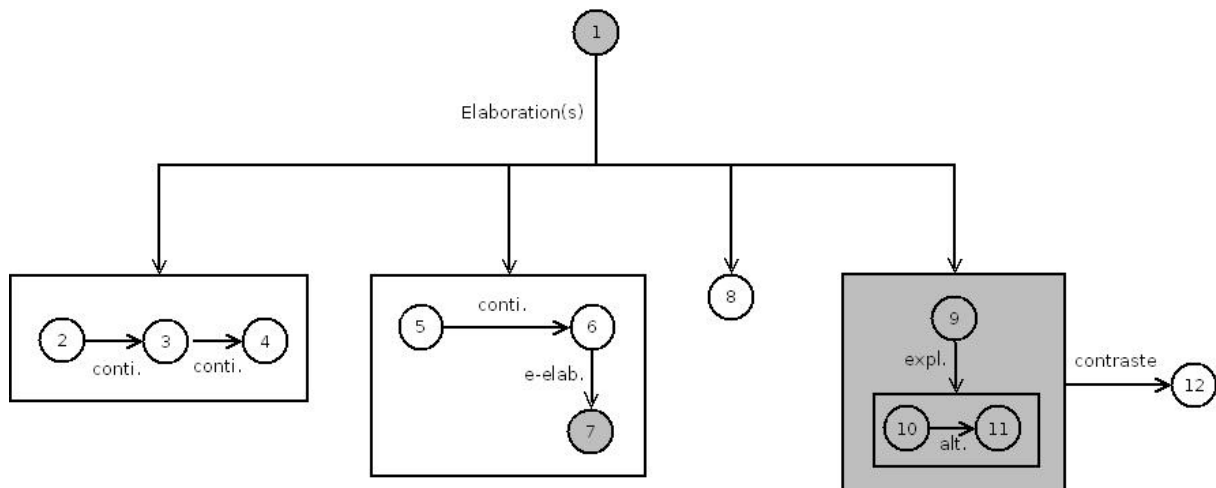 1
Elaboration(s)
2
3
4
conti.
conti.
5
conti.
6
e-elab.
7
8
9
expl.
10
11
alt.
contraste
12